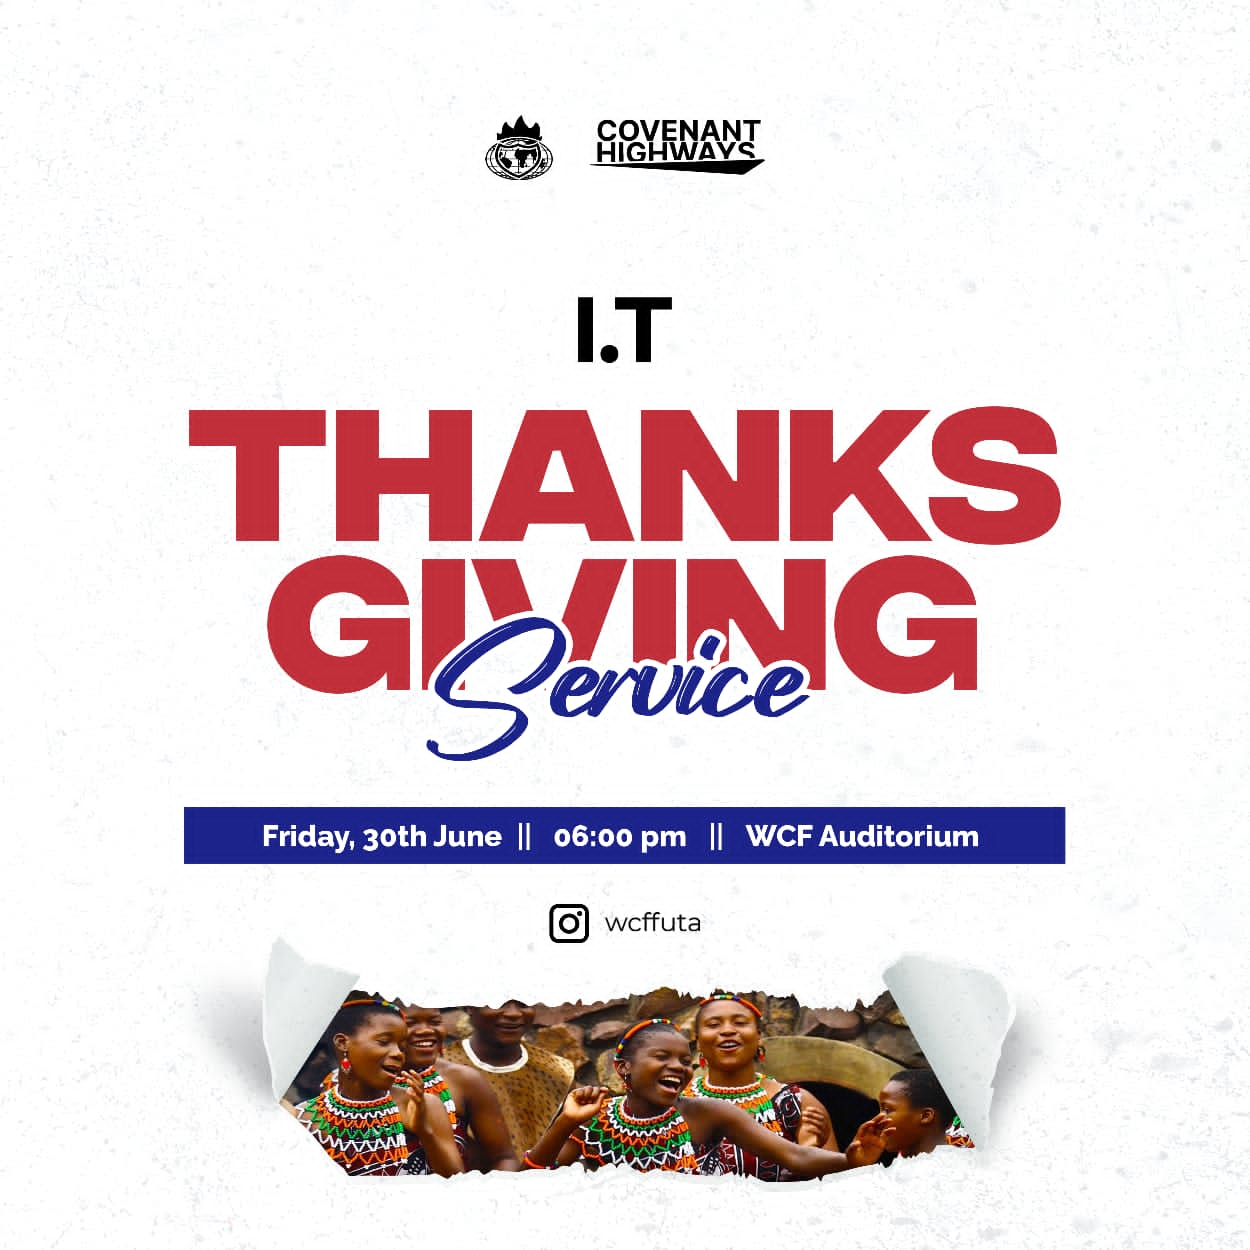 COVENANT
HIGHWAYS
I.T
THANKS
GIVING
Service
Friday, 30th June || 06:00 pm || WCF Auditorium
wcffuta